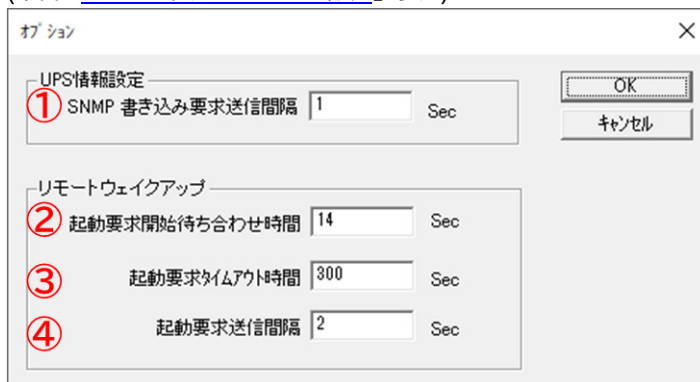 オプション
UPS情報設定
① SNMP 書き込み要求送信間隔 1 Sec
OK
キャンセル
リモートウェイクアップ
② 起動要求開始待ち合わせ時間 14 Sec
③ 起動要求タイムアウト時間 300 Sec
④ 起動要求送信間隔 2 Sec